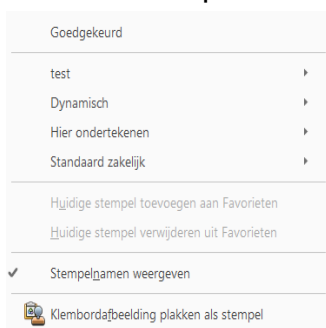 Goedgekeurd
test
Dynamisch
Hier ondertekenen
Standaard zakelijk
Huidige stempel toevoegen aan Favorieten
Huidige stempel verwijderen uit Favorieten
Stempelnamen weergeven
Klembordafbeelding plakken als stempel